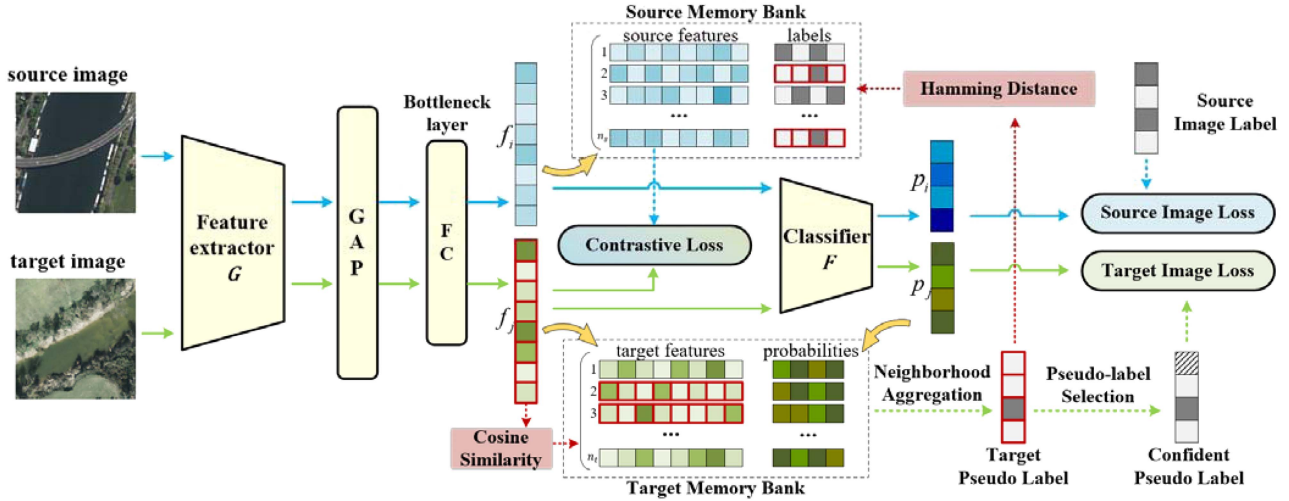 Source Memory Bank
source features
labels
1
2
3
...
...
n_s
source image
Bottleneck
layer
f_i
Hamming Distance
Source
Image Label
Feature
extractor
G
G
A
P
F
C
Contrastive Loss
Classifier
F
p_i
Source Image Loss
target image
f_j
p_j
Target Image Loss
target features
probabilities
1
2
3
...
...
n_t
Neighborhood
Aggregation
Pseudo-label
Selection
Cosine
Similarity
Target
Pseudo Label
Confident
Pseudo Label
Target Memory Bank